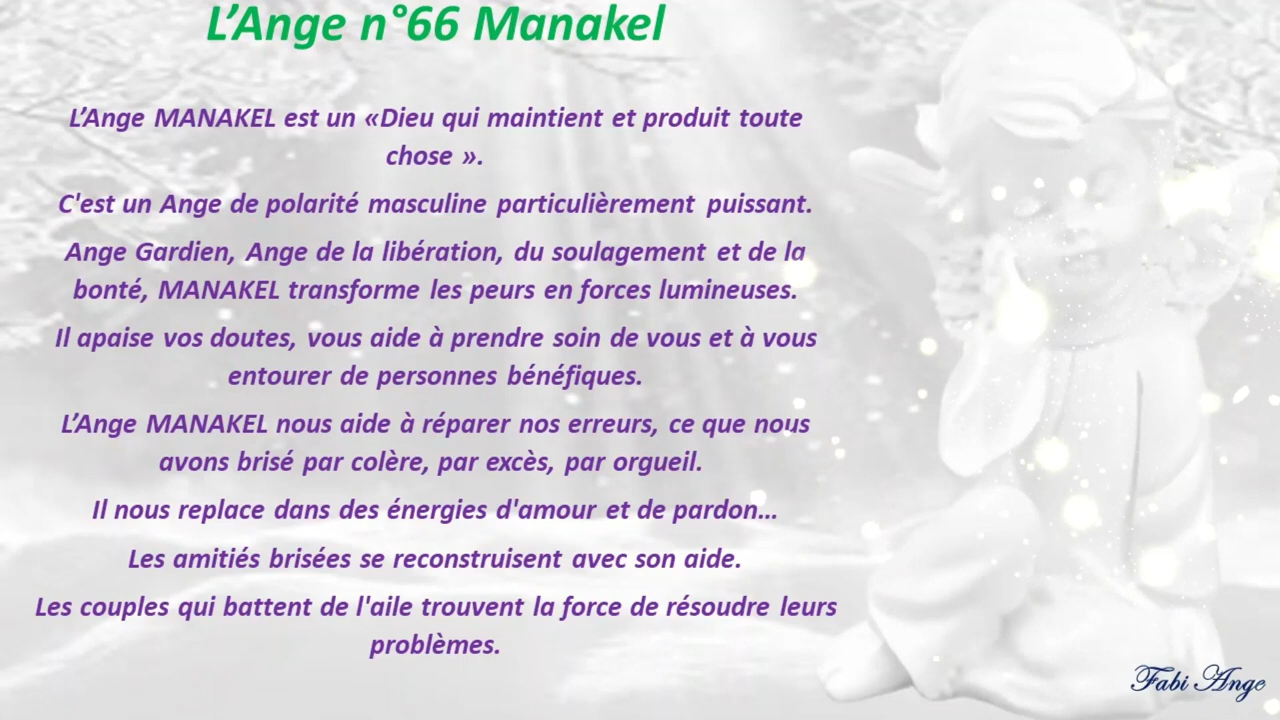 L’Ange n°66 Manakel
L’Ange MANAKEL est un «Dieu qui maintient et produit toute
chose ».
C'est un Ange de polarité masculine particulièrement puissant.
Ange Gardien, Ange de la libération, du soulagement et de la
bonté, MANAKEL transforme les peurs en forces lumineuses.
Il apaise vos doutes, vous aide à prendre soin de vous et à vous
entourer de personnes bénéfiques.
L’Ange MANAKEL nous aide à réparer nos erreurs, ce que nous
avons brisé par colère, par excès, par orgueil.
Il nous replace dans des énergies d'amour et de pardon…
Les amitiés brisées se reconstruisent avec son aide.
Les couples qui battent de l'aile trouvent la force de résoudre leurs
problèmes.
Fabi Ange